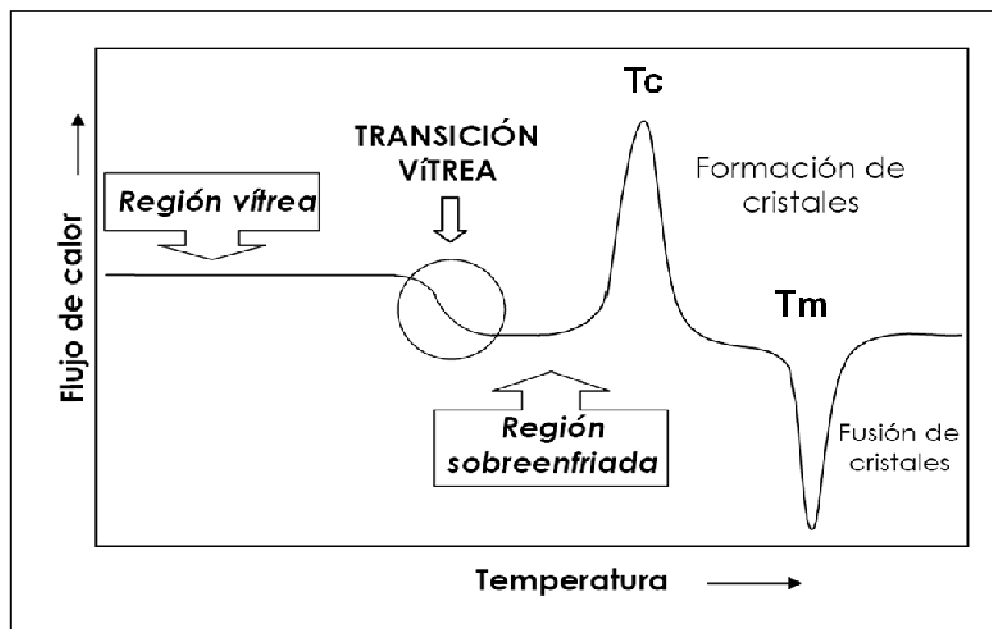 Tc
TRANSICIÓN
VíTREA
Formación de
cristales
Región vítrea
Flujo de calor
Tm
Región
sobreenfriada
Fusión de
cristales
Temperatura